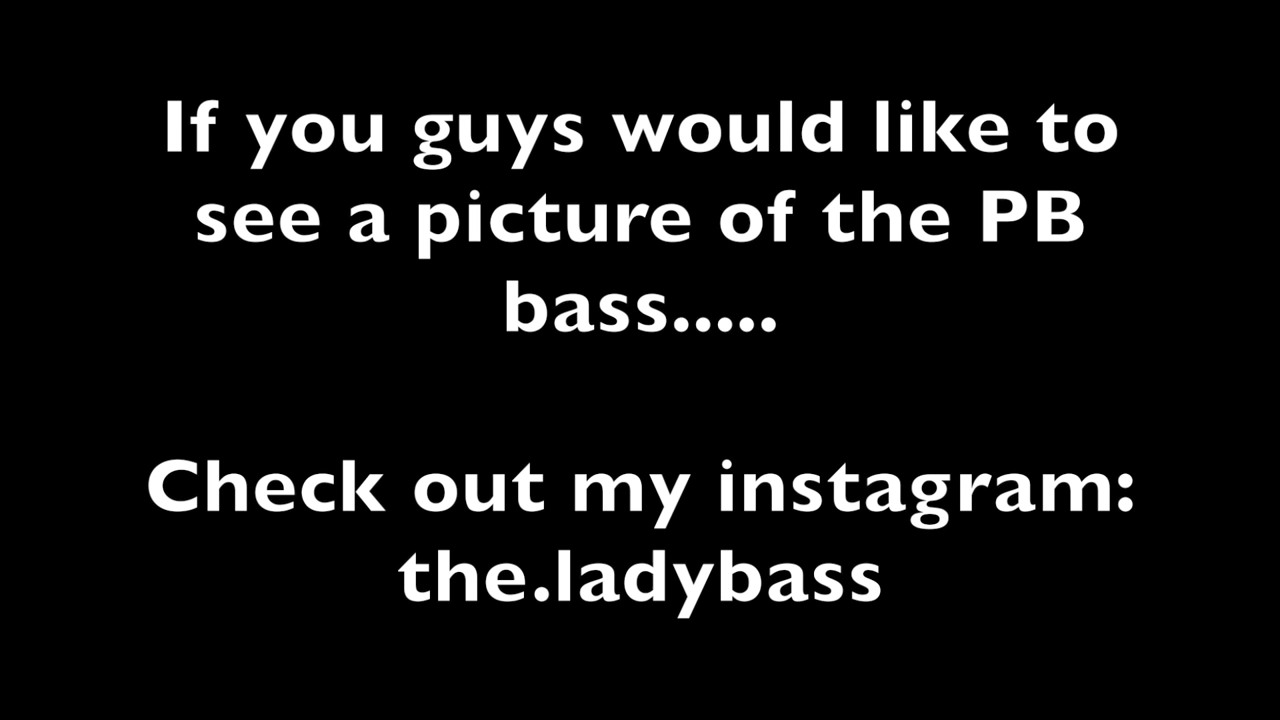 If you guys would like to
see a picture of the PB
bass.....
Check out my instagram:
the.ladybass